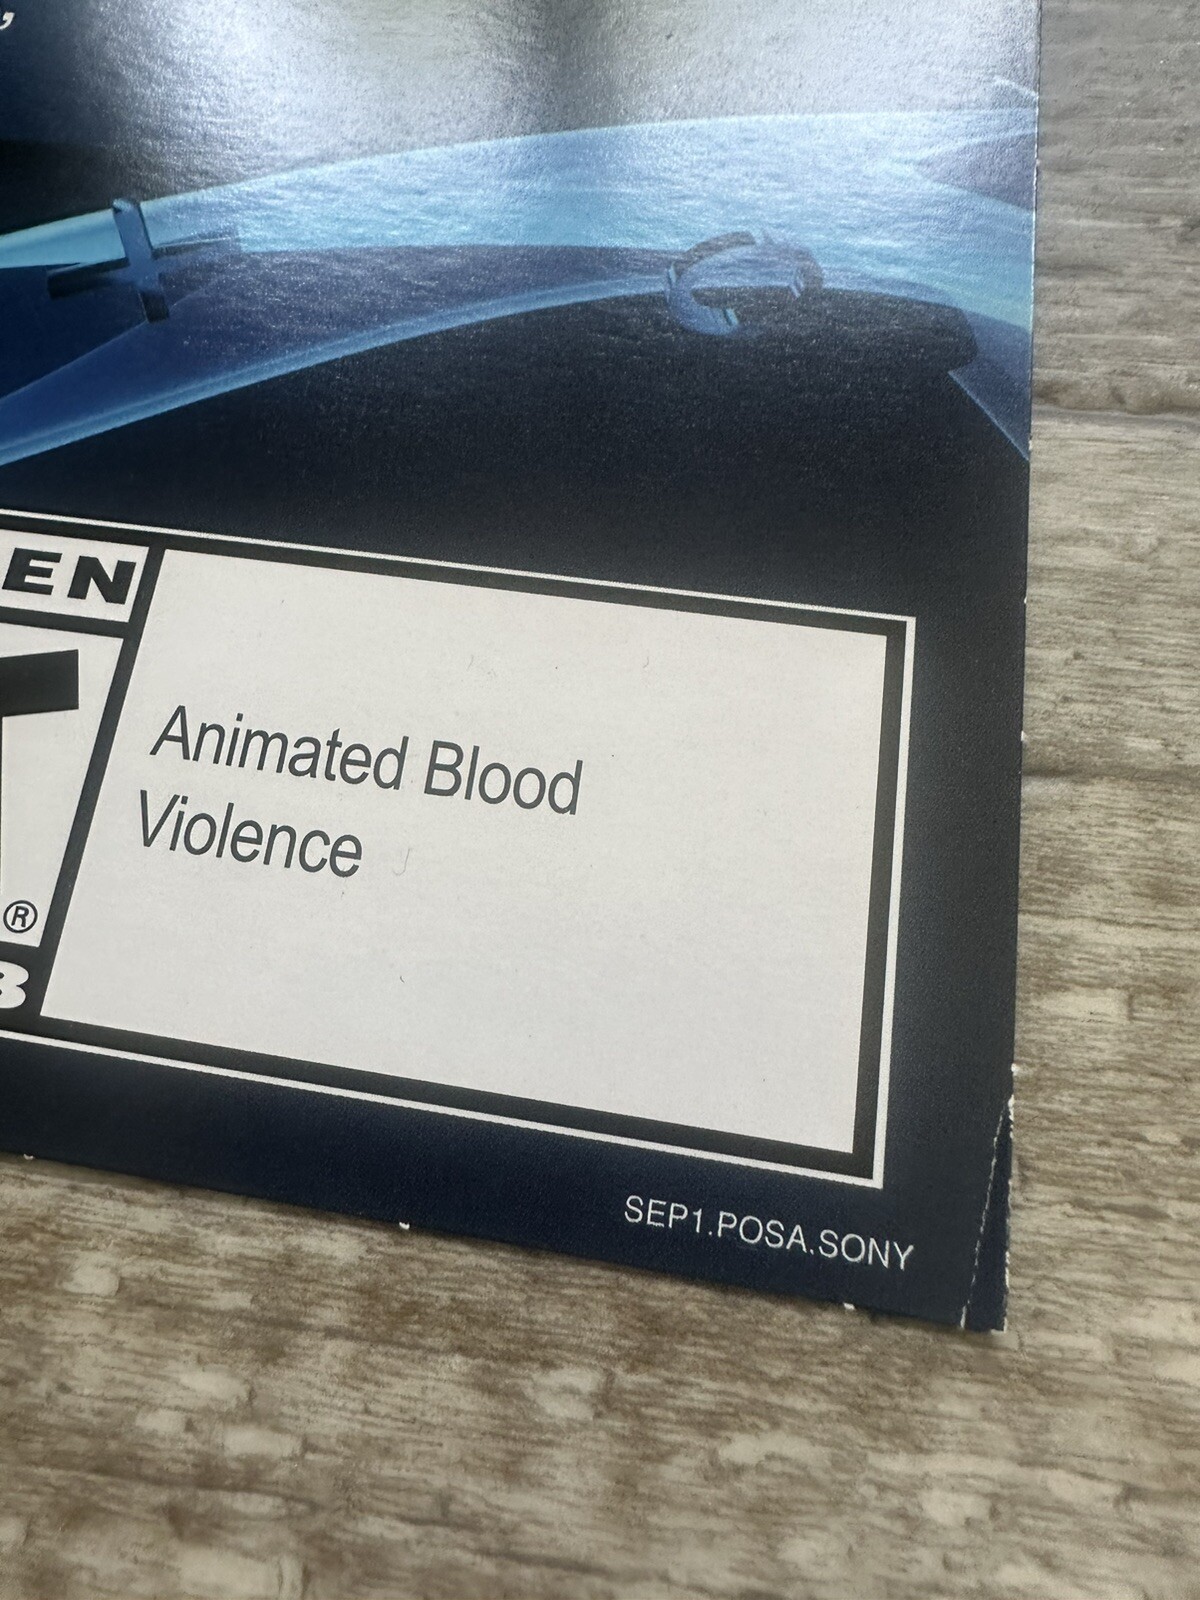 EN
T
Animated Blood
Violence
®
SEP1.POSA.SONY